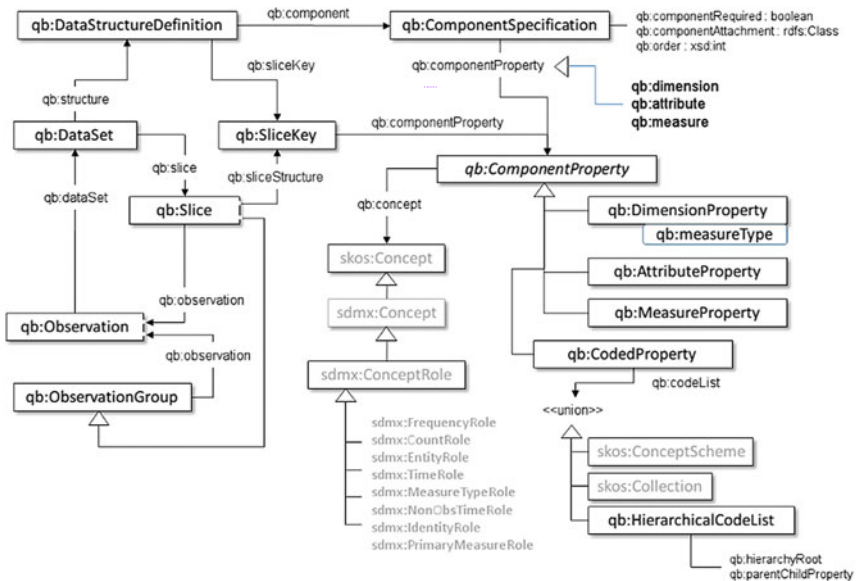 qb:DataStructureDefinition
qb:component
qb:ComponentSpecification
qb:componentRequired : boolean
qb:componentAttachment : rdfs:Class
qb:order : xsd:int
qb:sliceKey
qb:componentProperty
qb:dimension
qb:attribute
qb:measure
qb:structure
qb:DataSet
qb:SliceKey
qb:componentProperty
qb:slice
qb:sliceStructure
qb:ComponentProperty
qb:dataSet
qb:Slice
qb:concept
qb:DimensionProperty
qb:measureType
skos:Concept
qb:AttributeProperty
qb:observation
sdmx:Concept
qb:MeasureProperty
qb:Observation
qb:observation
qb:CodedProperty
sdmx:ConceptRole
qb:codeList
qb:ObservationGroup
<<union>>
sdmx:FrequencyRole
sdmx:CountRole
sdmx:EntityRole
sdmx:TimeRole
sdmx:MeasureTypeRole
sdmx:NonObsTimeRole
sdmx:IdentityRole
sdmx:PrimaryMeasureRole
skos:ConceptScheme
skos:Collection
qb:HierarchicalCodeList
qb:hierarchyRoot
qb:parentChildProperty